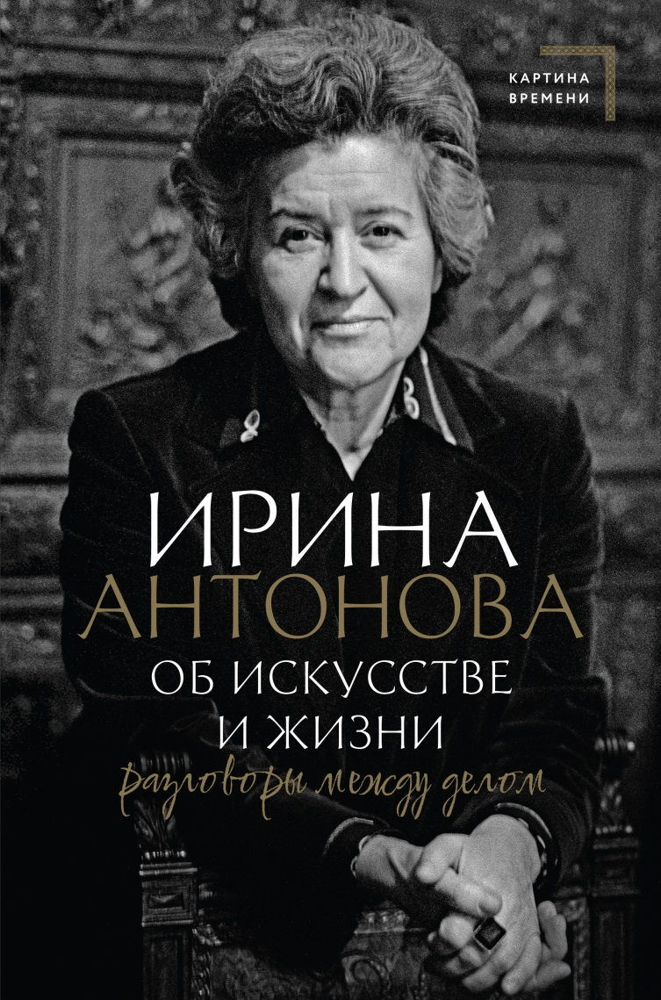 КАРТИНА
ВРЕМЕНИ
ИРИНА
АНТОНОВА
ОБ ИСКУССТВЕ
И ЖИЗНИ
разговоры между делом